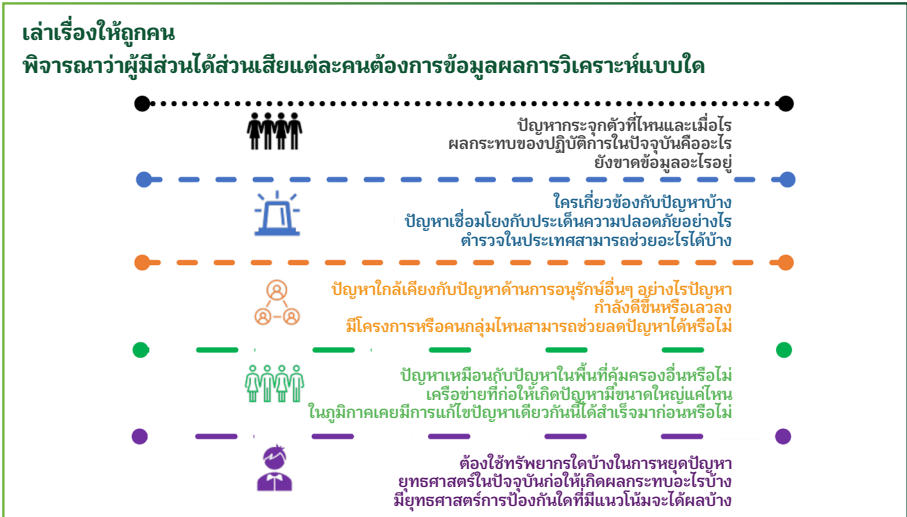 เล่าเรื่องให้ถูกคน
พิจารณาว่าผู้มีส่วนได้ส่วนเสียแต่ละคนต้องการข้อมูลผลการวิเคราะห์แบบใด
ปัญหากระจุกตัวที่ไหนและเมื่อไร
ผลกระทบของปฏิบัติการในปัจจุบันคืออะไร
ยังขาดข้อมูลอะไรอยู่
ใครเกี่ยวข้องกับปัญหาบ้าง
ปัญหาเชื่อมโยงกับประเด็นความปลอดภัยอย่างไร
ตำรวจในประเทศสามารถช่วยอะไรได้บ้าง
ปัญหาใกล้เคียงกับปัญหาด้านการอนุรักษ์อื่นๆ อย่างไรปัญหา
กำลังดีขึ้นหรือเลวลง
มีโครงการหรือคนกลุ่มไหนสามารถช่วยลดปัญหาได้หรือไม่
ปัญหาเหมือนกับปัญหาในพื้นที่คุ้มครองอื่นหรือไม่
เครือข่ายที่ก่อให้เกิดปัญหามีขนาดใหญ่แค่ไหน
ในภูมิภาคเคยมีการแก้ไขปัญหาเดียวกันนี้ได้สำเร็จมาก่อนหรือไม่
ต้องใช้ทรัพยากรใดบ้างในการหยุดปัญหา
ยุทธศาสตร์ในปัจจุบันก่อให้เกิดผลกระทบอะไรบ้าง
มียุทธศาสตร์การป้องกันใดที่มีแนวโน้มจะได้ผลบ้าง